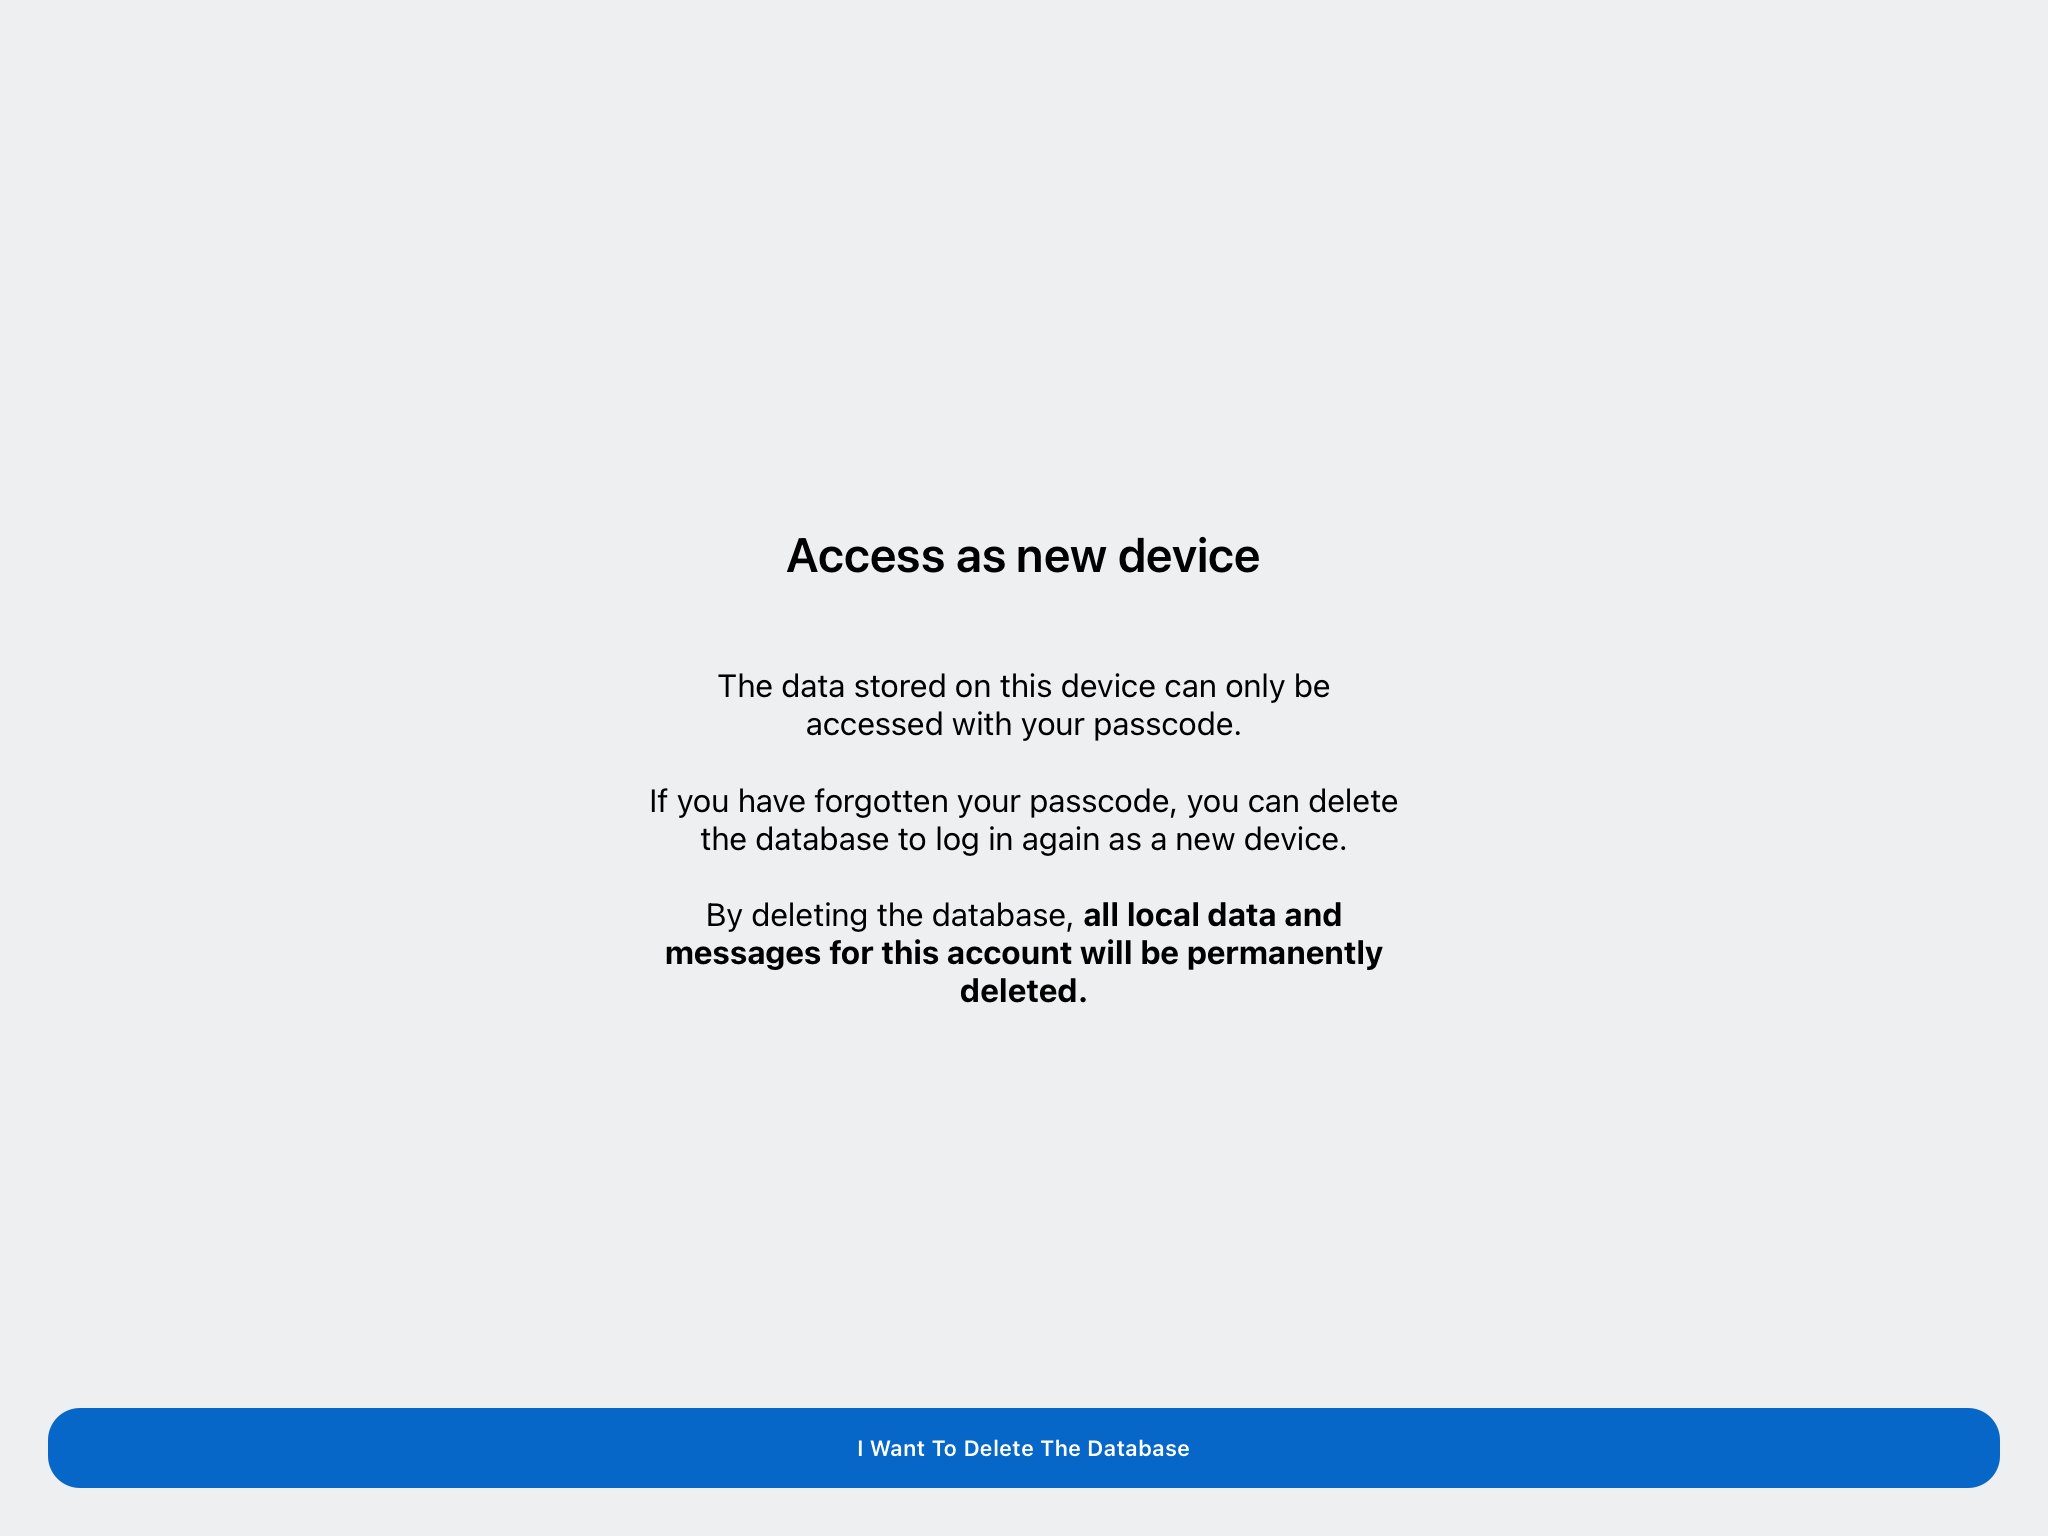 Access as new device
The data stored on this device can only be
accessed with your passcode.
If you have forgotten your passcode, you can delete
the database to log in again as a new device.
By deleting the database, all local data and
messages for this account will be permanently
deleted.
I Want To Delete The Database